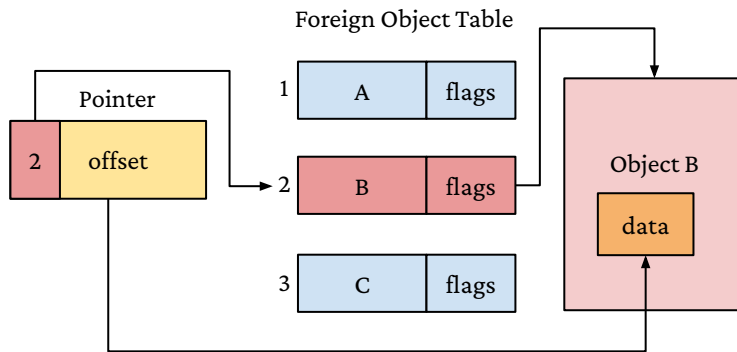 Foreign Object Table
Pointer
2 offset
1 A flags
2 B flags
3 C flags
Object B
data